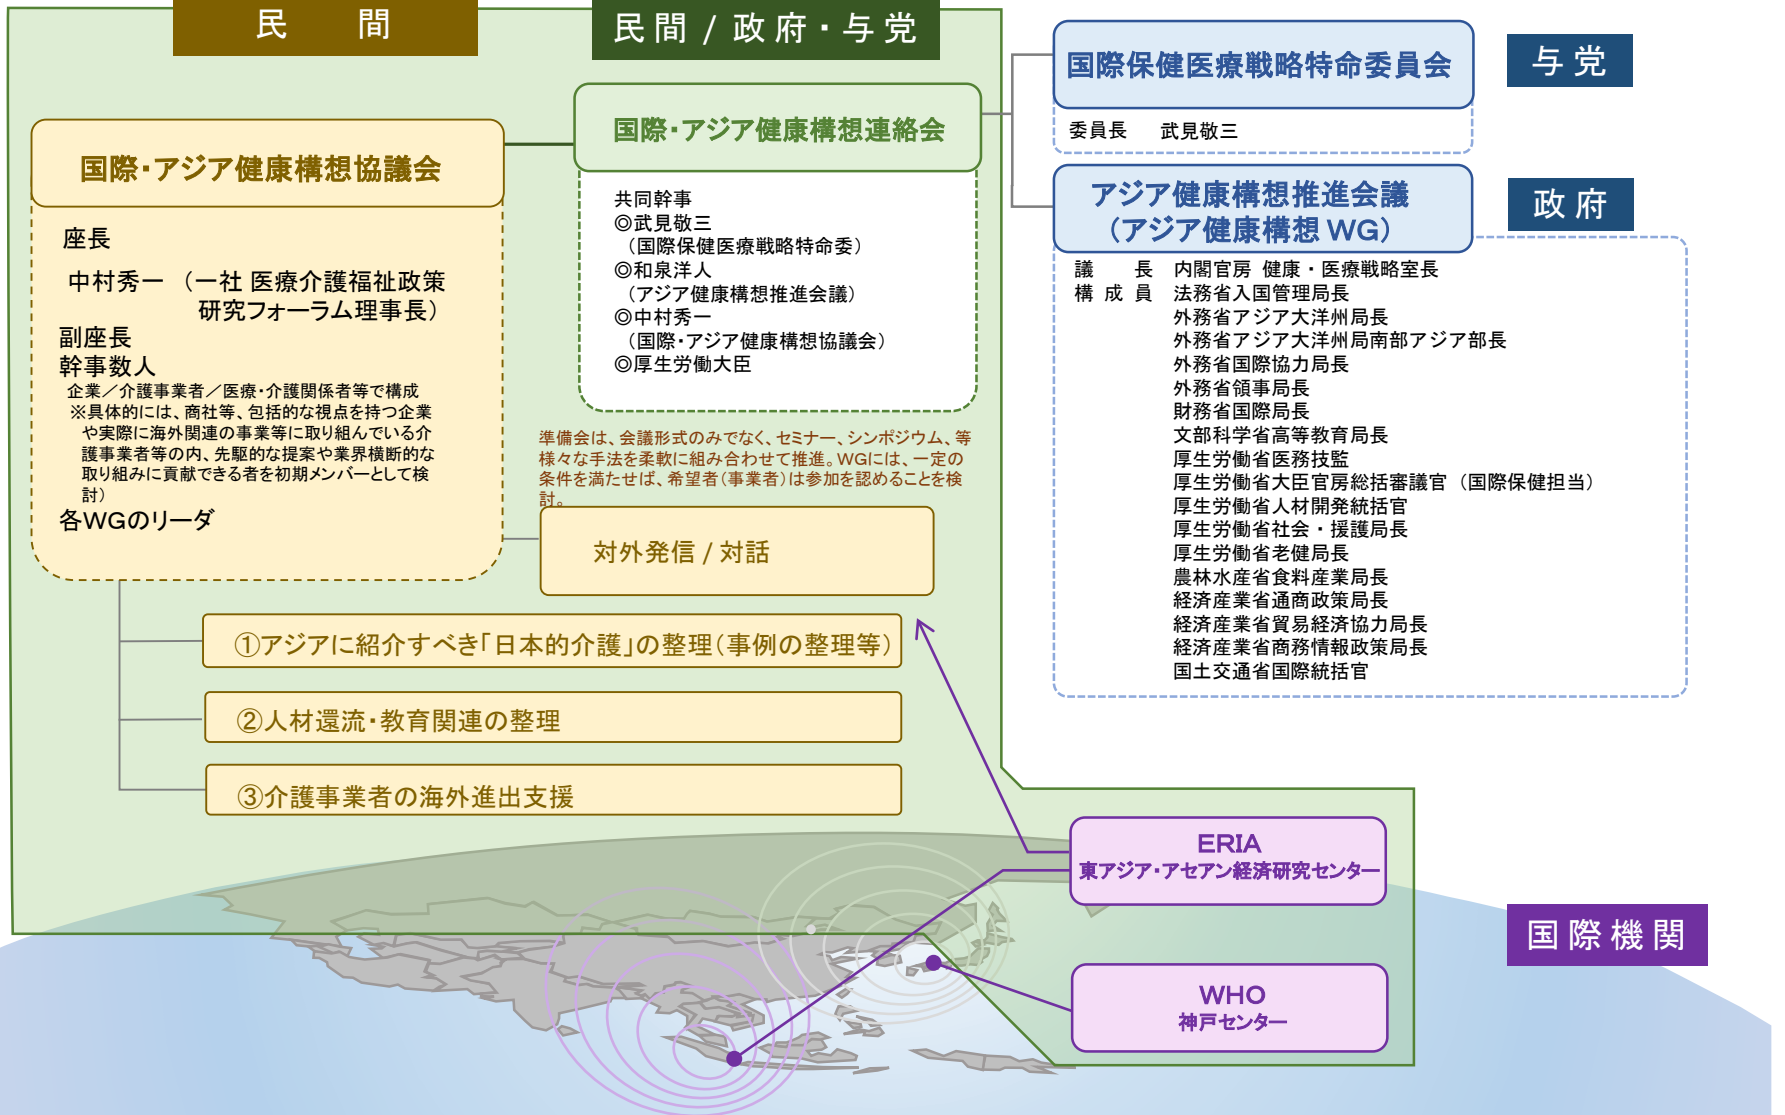 民　間
国際・アジア健康構想協議会
座長
中村秀一　（一社 医療介護福祉政策
研究フォーラム理事長）
副座長
幹事数人
企業／介護事業者／医療・介護関係者等で構成
※具体的には、商社等、包括的な視点を持つ企業
や実際に海外関連の事業等に取り組んでいる介
護事業者等の内、先駆的な提案や業界横断的な
取り組みに貢献できる者を初期メンバーとして検
討）
各WGのリーダ
民間 / 政府・与党
国際・アジア健康構想連絡会
共同幹事
◎武見敬三
（国際保健医療戦略特命委）
◎和泉洋人
（アジア健康構想推進会議）
◎中村秀一
（国際・アジア健康構想協議会）
◎厚生労働大臣
準備会は、会議形式のみでなく、セミナー、シンポジウム、等
様々な手法を柔軟に組み合わせて推進。WGには、一定の
条件を満たせば、希望者（事業者）は参加を認めることを検
討。
対外発信 / 対話
①アジアに紹介すべき「日本的介護」の整理（事例の整理等）
②人材還流・教育関連の整理
③介護事業者の海外進出支援
国際保健医療戦略特命委員会
与党
委員長　武見敬三
アジア健康構想推進会議
（アジア健康構想 WG）
政府
議　長　内閣官房 健康・医療戦略室長
構成員　法務省入国管理局長
外務省アジア大洋州局長
外務省アジア大洋州局南部アジア部長
外務省国際協力局長
外務省領事局長
財務省国際局長
文部科学省高等教育局長
厚生労働省医務技監
厚生労働省大臣官房総括審議官（国際保健担当）
厚生労働省人材開発統括官
厚生労働省社会・援護局長
厚生労働省老健局長
農林水産省食料産業局長
経済産業省通商政策局長
経済産業省貿易経済協力局長
経済産業省商務情報政策局長
国土交通省国際統括官
ERIA
東アジア・アセアン経済研究センター
国際機関
WHO
神戸センター